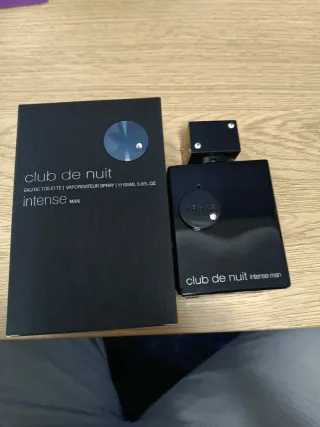 club de nuit
EAU DE TOILETTE | VAPORISATEUR SPRAY | ℮105ML 3.6FL.OZ
intense MAN
ARMAF
club de nuit intense man